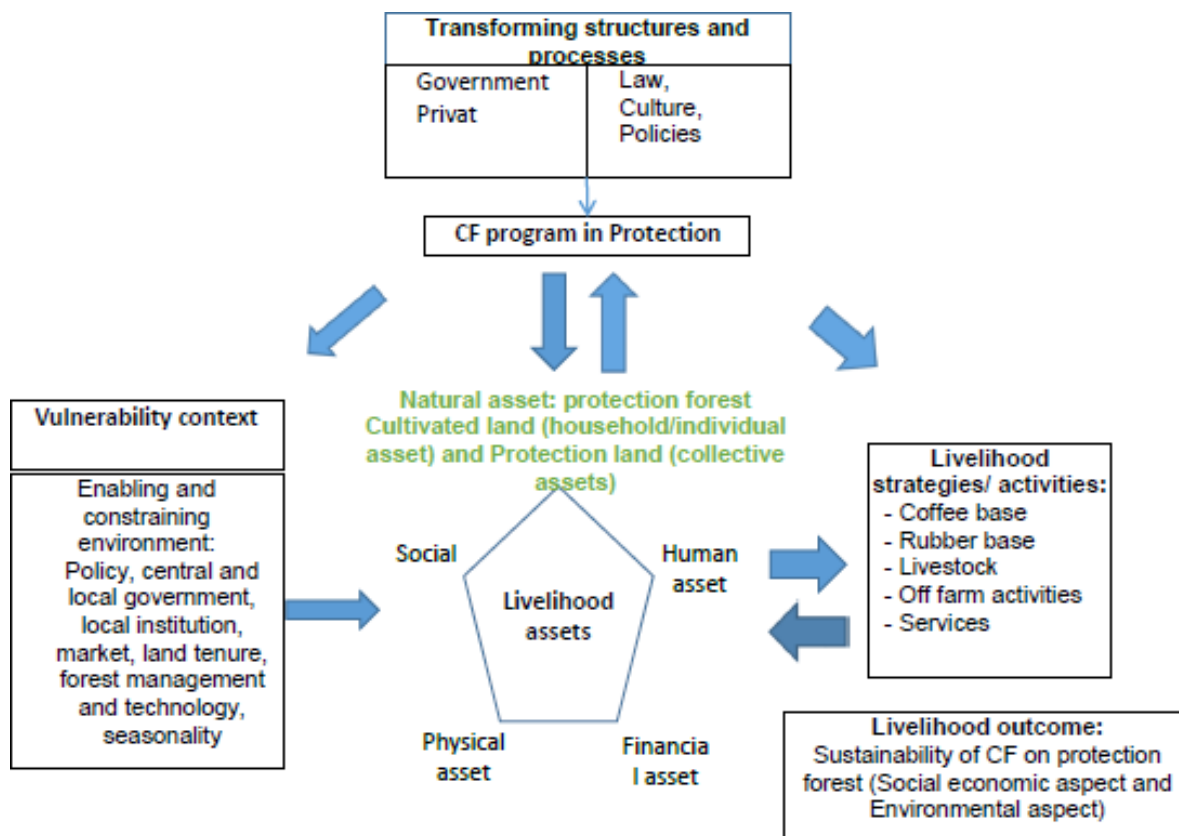 Transforming structures and
processes
Government
Privat
Law,
Culture,
Policies
CF program in Protection
Natural asset: protection forest
Cultivated land (household/individual
asset) and Protection land (collective
assets)
Vulnerability context
Enabling and
constraining
environment:
Policy, central and
local government,
local institution,
market, land tenure,
forest management
and technology,
seasonality
Social
Human
asset
Livelihood
assets
Physical
asset
Financia
l asset
Livelihood
strategies/ activities:
- Coffee base
- Rubber base
- Livestock
- Off farm activities
- Services
Livelihood outcome:
Sustainability of CF on protection
forest (Social economic aspect and
Environmental aspect)